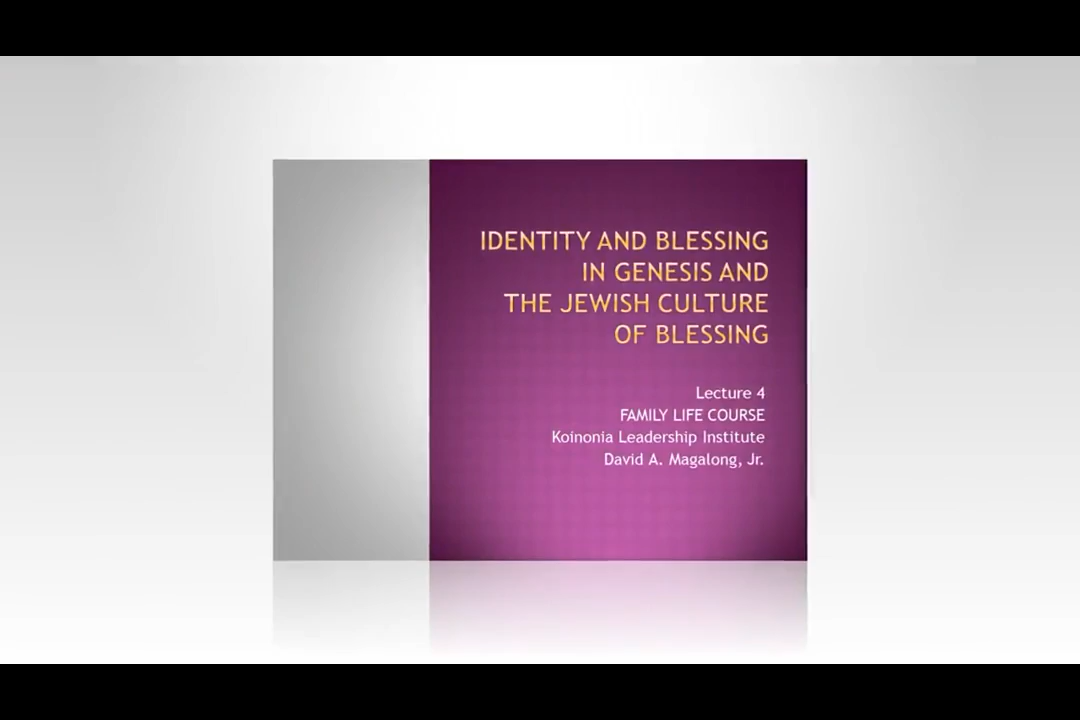 IDENTITY AND BLESSING
IN GENESIS AND
THE JEWISH CULTURE
OF BLESSING
Lecture 4
FAMILY LIFE COURSE
Koinonia Leadership Institute
David A. Magalong, Jr.